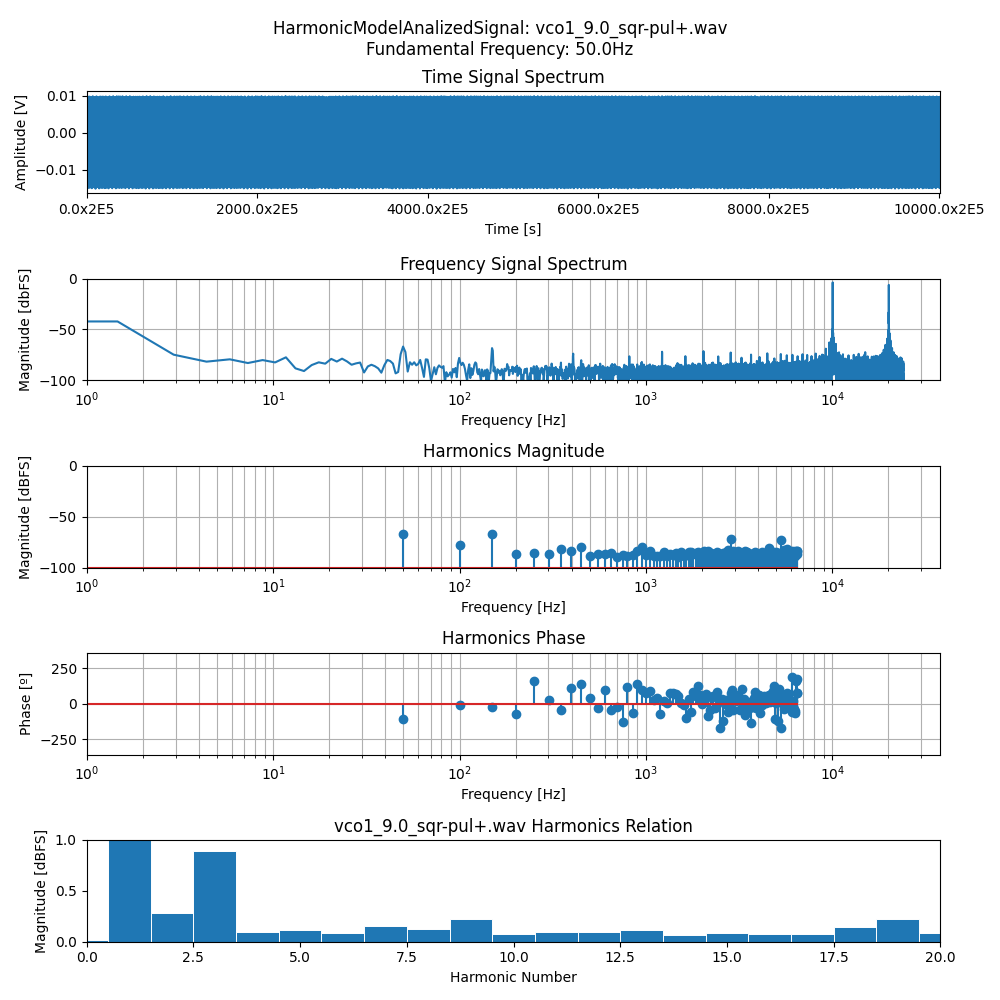 HarmonicModelAnalizedSignal: vco1_9.0_sqr-pul+.wav
Fundamental Frequency: 50.0Hz
Time Signal Spectrum
Amplitude [V]
0.01
0.00
−0.01
0.0x2E5 2000.0x2E5 4000.0x2E5 6000.0x2E5 8000.0x2E5 10000.0x2E5
Time [s]
Frequency Signal Spectrum
Magnitude [dbFS]
0
−50
−100
10^0 10^1 10^2 10^3 10^4
Frequency [Hz]
Harmonics Magnitude
Magnitude [dBFS]
0
−50
−100
10^0 10^1 10^2 10^3 10^4
Frequency [Hz]
Harmonics Phase
Phase [º]
250
0
−250
10^0 10^1 10^2 10^3 10^4
Frequency [Hz]
vco1_9.0_sqr-pul+.wav Harmonics Relation
Magnitude [dBFS]
1.0
0.5
0.0
0.0 2.5 5.0 7.5 10.0 12.5 15.0 17.5 20.0
Harmonic Number